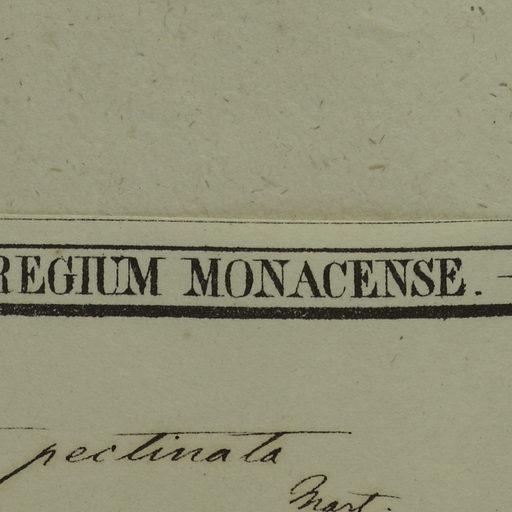 REGIUM MONACENSE. —
pectinata
Mart.